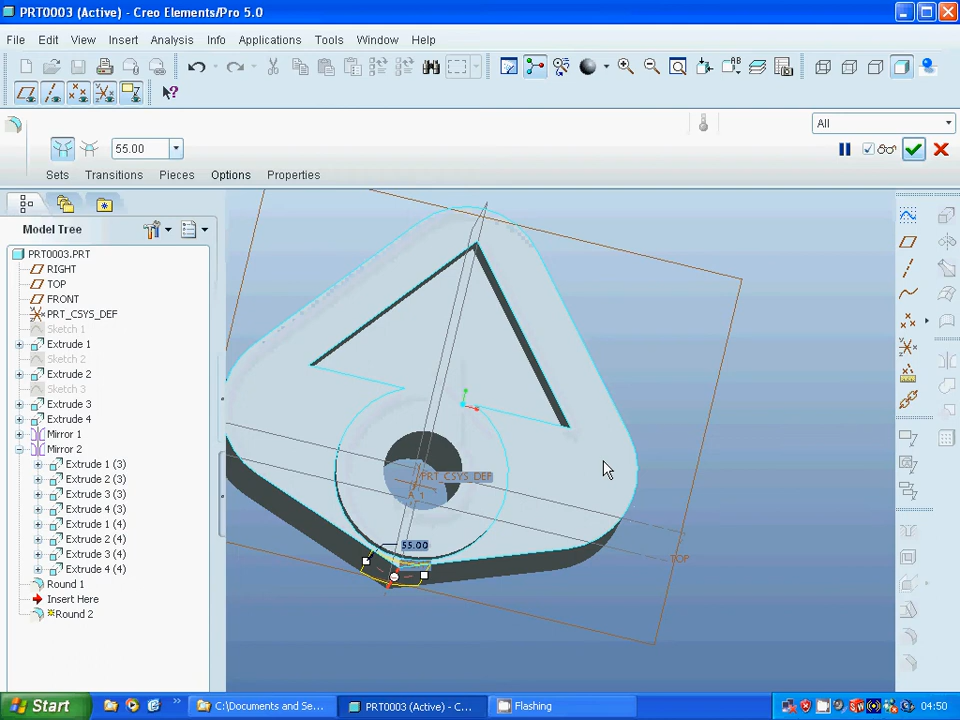 PRT0003 (Active) - Creo Elements/Pro 5.0
File Edit View Insert Analysis Info Applications Tools Window Help
All
55.00
Sets Transitions Pieces Options Properties
Model Tree
PRT0003.PRT
RIGHT
TOP
FRONT
PRT_CSYS_DEF
Sketch 1
Extrude 1
Sketch 2
Extrude 2
Sketch 3
Extrude 3
Extrude 4
Mirror 1
Mirror 2
Extrude 1 (3)
Extrude 2 (3)
Extrude 3 (3)
Extrude 4 (3)
Extrude 1 (4)
Extrude 2 (4)
Extrude 3 (4)
Extrude 4 (4)
Round 1
Insert Here
Round 2
PRT_CSYS_DEF
A_1
55.00
TOP
Start C:\Documents and Se... PRT0003 (Active) - C... Flashing 04:50